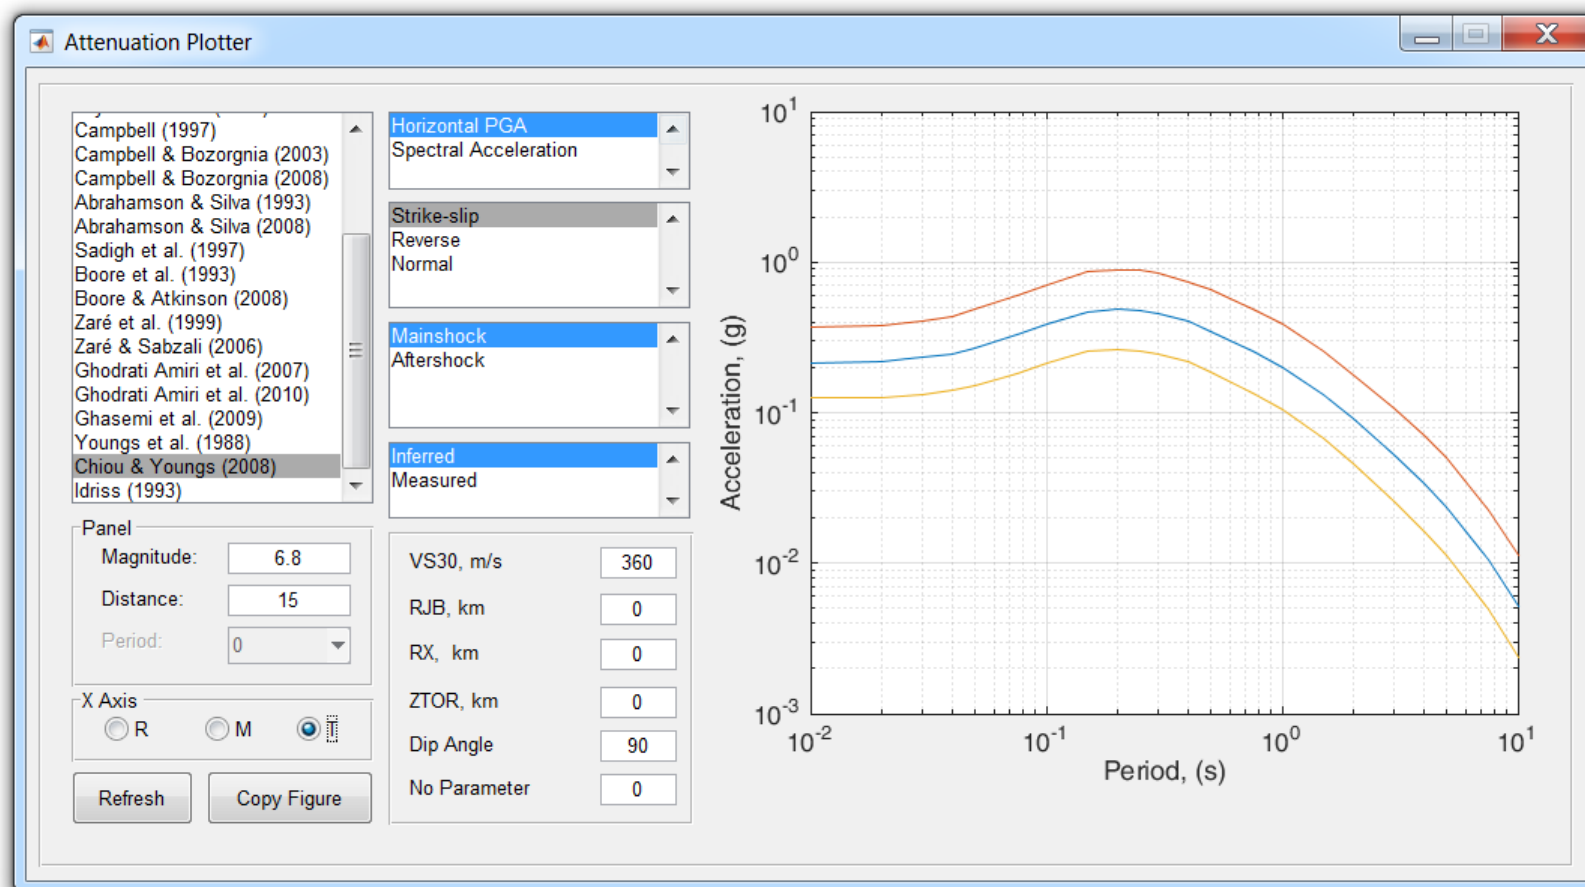 Attenuation Plotter
Campbell (1997)
Campbell & Bozorgnia (2003)
Campbell & Bozorgnia (2008)
Abrahamson & Silva (1993)
Abrahamson & Silva (2008)
Sadigh et al. (1997)
Boore et al. (1993)
Boore & Atkinson (2008)
Zaré et al. (1999)
Zaré & Sabzali (2006)
Ghodrati Amiri et al. (2007)
Ghodrati Amiri et al. (2010)
Ghasemi et al. (2009)
Youngs et al. (1988)
Chiou & Youngs (2008)
Idriss (1993)
Horizontal PGA
Spectral Acceleration
Strike-slip
Reverse
Normal
Mainshock
Aftershock
Inferred
Measured
Panel
Magnitude: 6.8
Distance: 15
Period: 0
X Axis
R M T
Refresh Copy Figure
VS30, m/s 360
RJB, km 0
RX, km 0
ZTOR, km 0
Dip Angle 90
No Parameter 0
Acceleration, (g)
10^1
10^0
10^-1
10^-2
10^-3
10^-2 10^-1 10^0 10^1
Period, (s)